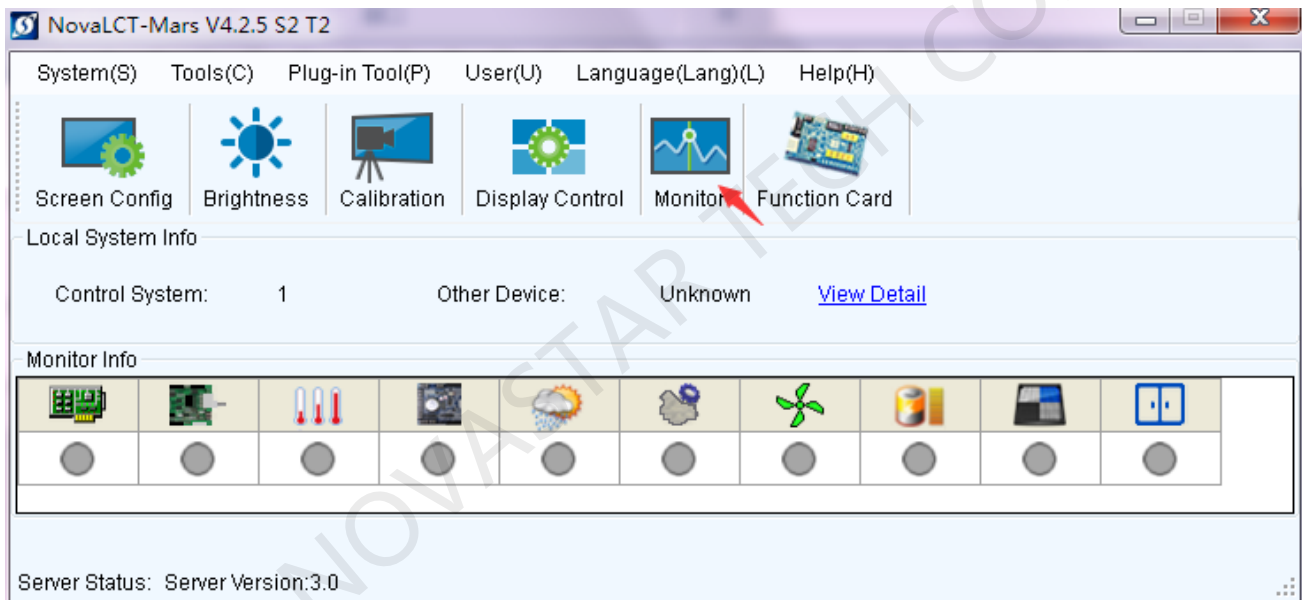 NovaLCT-Mars V4.2.5 S2 T2
System(S) Tools(C) Plug-in Tool(P) User(U) Language(Lang)(L) Help(H)
Screen Config Brightness Calibration Display Control Monitor Function Card
Local System Info
Control System: 1 Other Device: Unknown View Detail
Monitor Info
Server Status: Server Version:3.0
NOVASTAR TECH CO